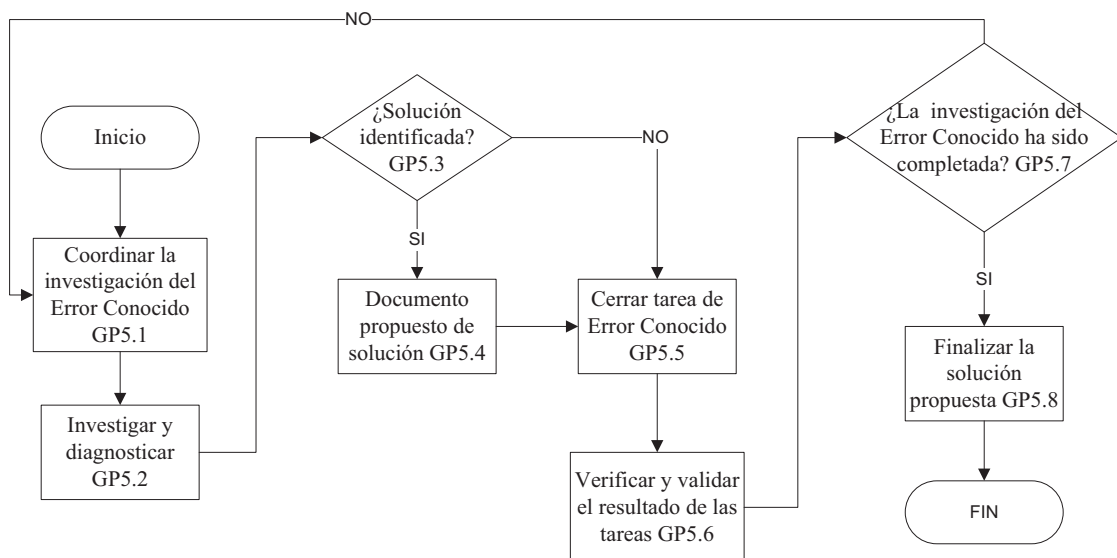 NO
Inicio
Coordinar la
investigación del
Error Conocido
GP5.1
Investigar y
diagnosticar
GP5.2
¿Solución
identificada?
GP5.3
NO
SI
Documento
propuesto de
solución GP5.4
Cerrar tarea de
Error Conocido
GP5.5
Verificar y validar
el resultado de las
tareas GP5.6
¿La investigación del
Error Conocido ha sido
completada? GP5.7
SI
Finalizar la
solución
propuesta GP5.8
FIN